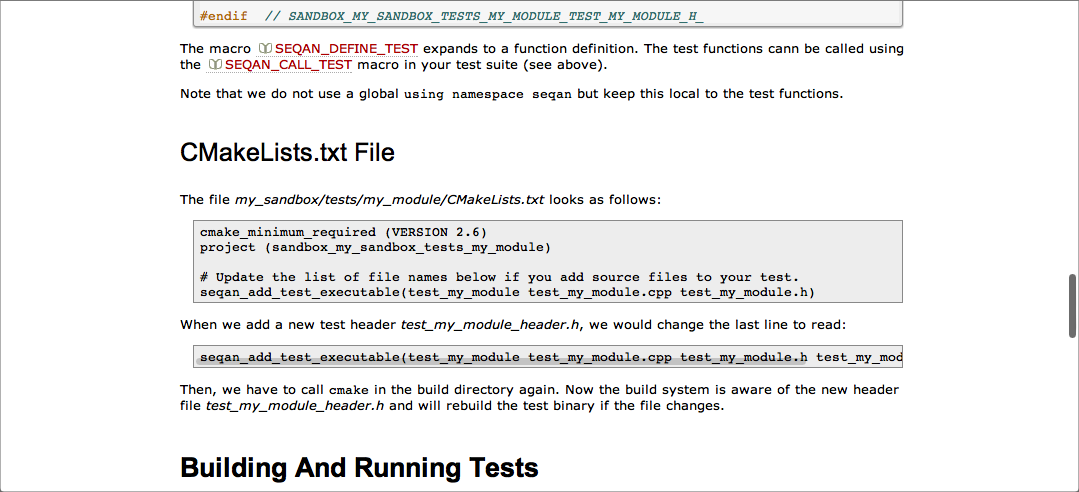 #endif  // SANDBOX_MY_SANDBOX_TESTS_MY_MODULE_TEST_MY_MODULE_H_
The macro SEQAN_DEFINE_TEST expands to a function definition. The test functions cann be called using
the SEQAN_CALL_TEST macro in your test suite (see above).
Note that we do not use a global using namespace seqan but keep this local to the test functions.
CMakeLists.txt File
The file my_sandbox/tests/my_module/CMakeLists.txt looks as follows:
cmake_minimum_required (VERSION 2.6)
project (sandbox_my_sandbox_tests_my_module)
# Update the list of file names below if you add source files to your test.
seqan_add_test_executable(test_my_module test_my_module.cpp test_my_module.h)
When we add a new test header test_my_module_header.h, we would change the last line to read:
seqan_add_test_executable(test_my_module test_my_module.cpp test_my_module.h test_my_mod
Then, we have to call cmake in the build directory again. Now the build system is aware of the new header
file test_my_module_header.h and will rebuild the test binary if the file changes.
Building And Running Tests